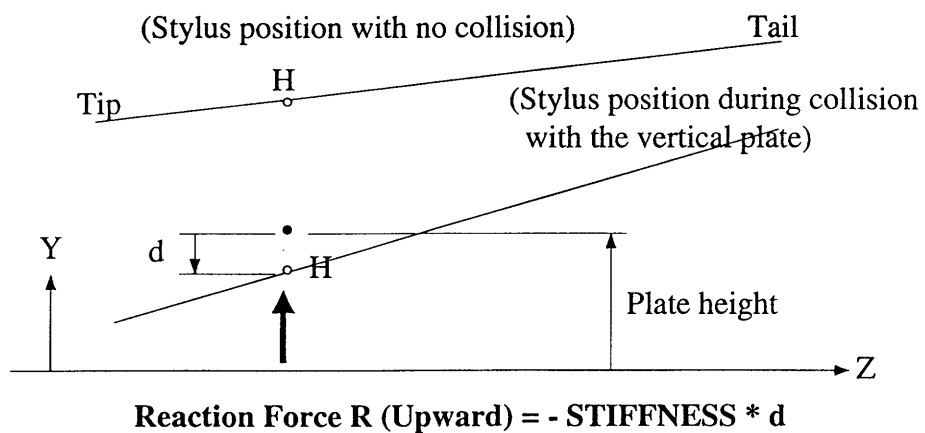 (Stylus position with no collision)
Tail
H
Tip
(Stylus position during collision
with the vertical plate)
Y
d
H
Plate height
Z
Reaction Force R (Upward) = - STIFFNESS * d